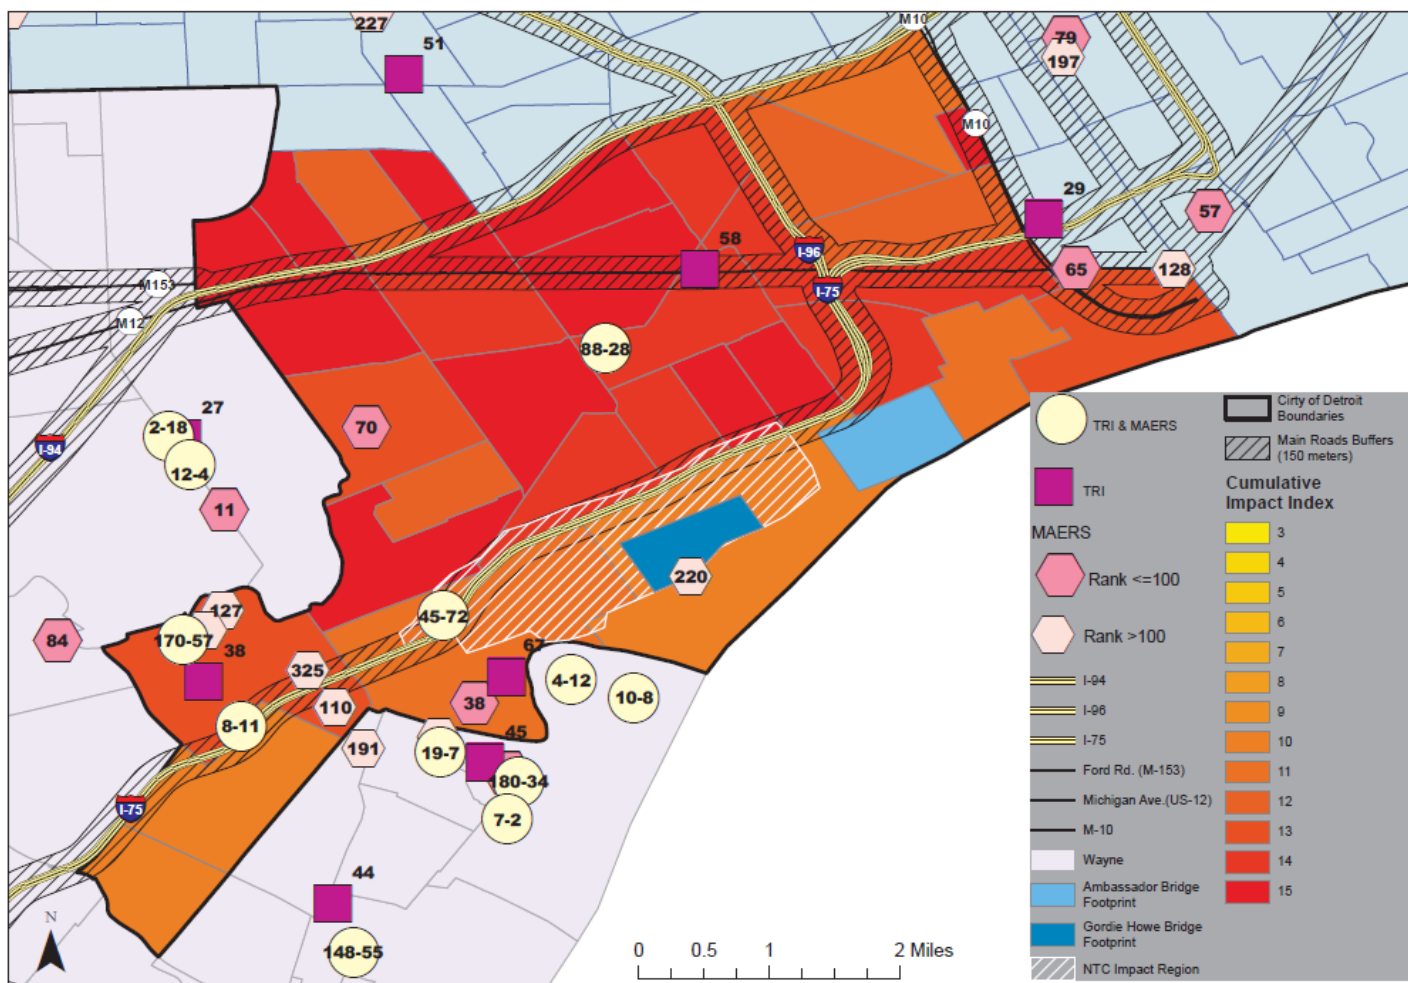 227
51
M10
79
197
M10
29
57
58
I-96
65
128
M153
I-75
M12
88-28
27
2-18
70
I-94
12-4
11
220
127
45-72
84
170-57
67
38
325
4-12
10-8
38
110
8-11
45
191
19-7
180-34
I-75
7-2
44
148-55
N
0 0.5 1 2 Miles
TRI & MAERS
TRI
MAERS
Rank <=100
Rank >100
I-94
I-96
I-75
Ford Rd. (M-153)
Michigan Ave.(US-12)
M-10
Wayne
Ambassador Bridge
Footprint
Gordie Howe Bridge
Footprint
NTC Impact Region
Cirty of Detroit
Boundaries
Main Roads Buffers
(150 meters)
Cumulative
Impact Index
3
4
5
6
7
8
9
10
11
12
13
14
15